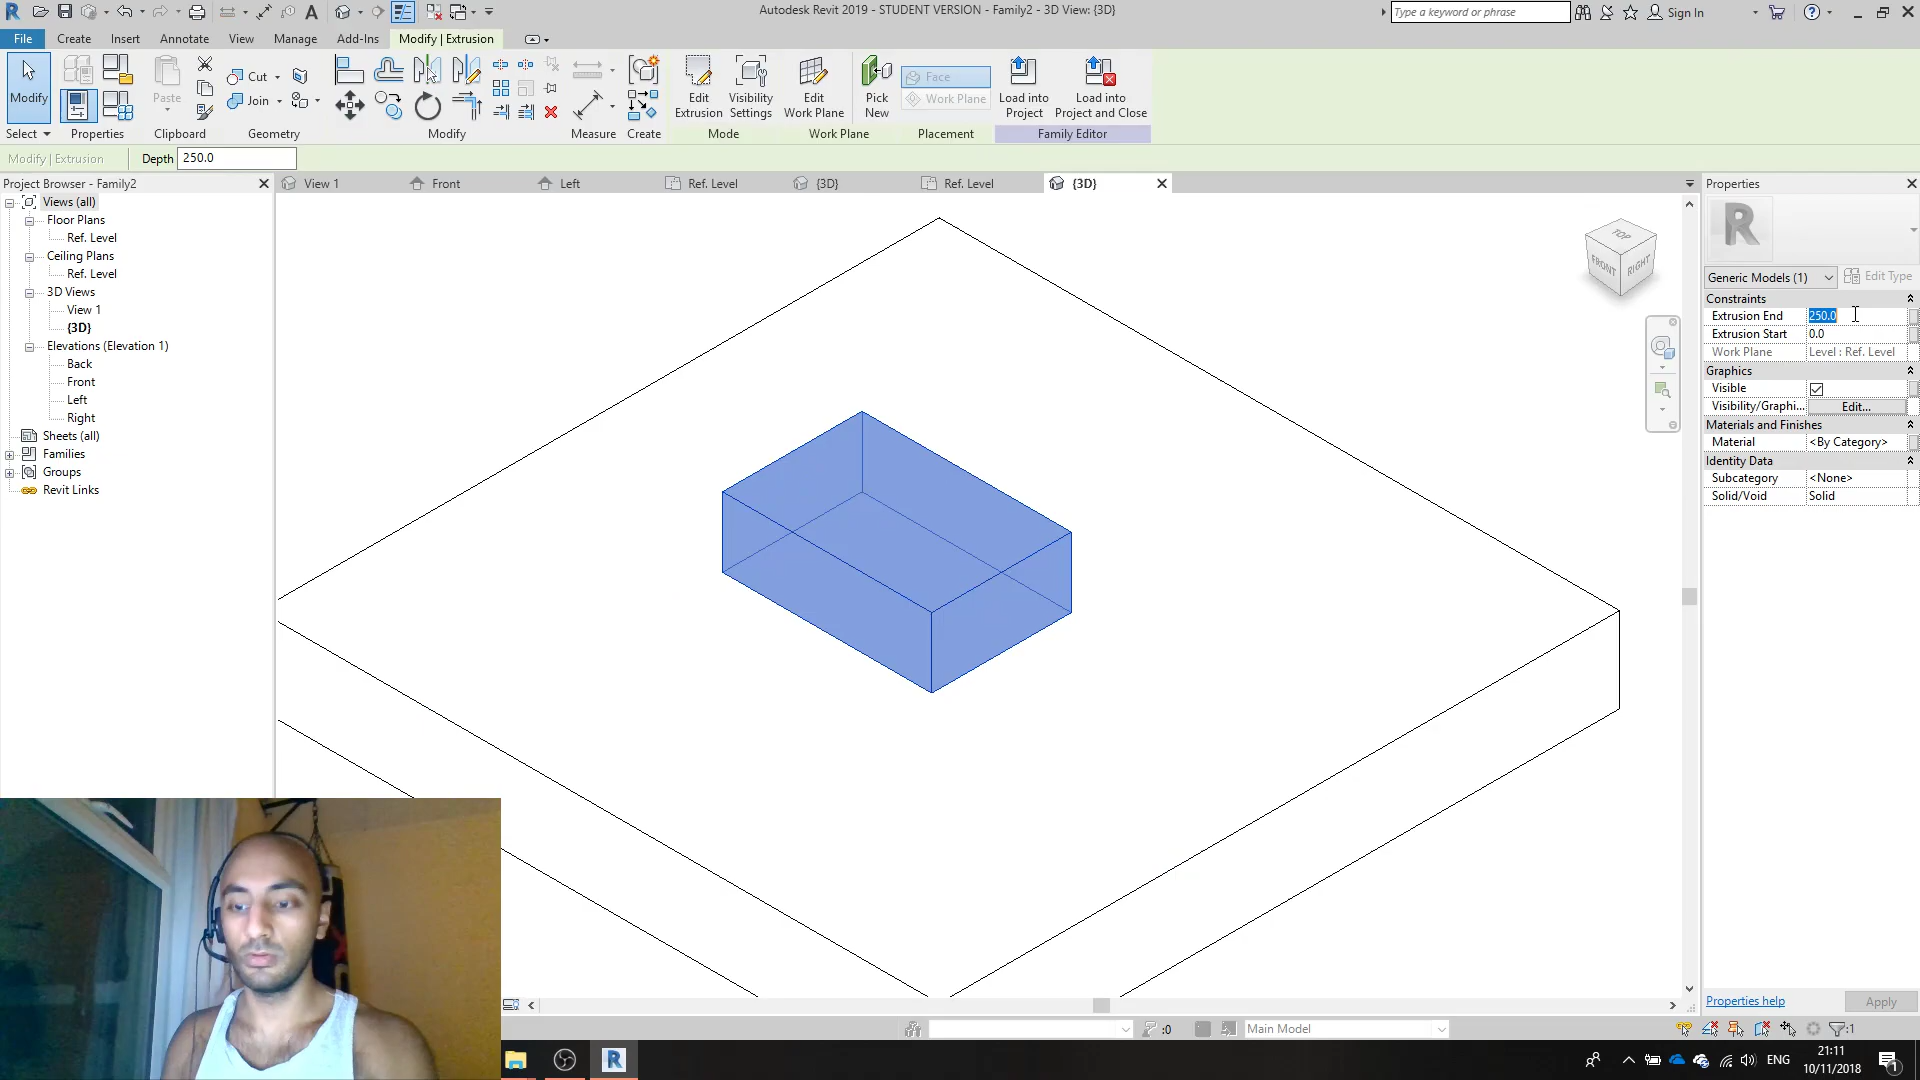 Autodesk Revit 2019 - STUDENT VERSION - Family2 - 3D View: {3D}
Type a keyword or phrase
Sign In
File
Create
Insert
Annotate
View
Manage
Add-Ins
Modify | Extrusion
Modify
Paste
Cut
Join
Edit Extrusion
Visibility Settings
Edit Work Plane
Pick New
Face
Work Plane
Load into Project
Load into Project and Close
Select
Properties
Clipboard
Geometry
Modify
Measure
Create
Mode
Work Plane
Placement
Family Editor
Modify | Extrusion
Depth 250.0
Project Browser - Family2
View 1
Front
Left
Ref. Level
{3D}
Ref. Level
{3D}
Views (all)
Floor Plans
Ref. Level
Ceiling Plans
Ref. Level
3D Views
View 1
{3D}
Elevations (Elevation 1)
Back
Front
Left
Right
Sheets (all)
Families
Groups
Revit Links
TOP
FRONT
RIGHT
Properties
R
Generic Models (1)
Edit Type
Constraints
Extrusion End 250.0
Extrusion Start 0.0
Work Plane Level : Ref. Level
Graphics
Visible
Visibility/Graphi... Edit...
Materials and Finishes
Material <By Category>
Identity Data
Subcategory <None>
Solid/Void Solid
Properties help
Apply
:0
Main Model
:1
R
ENG
21:11
10/11/2018
1